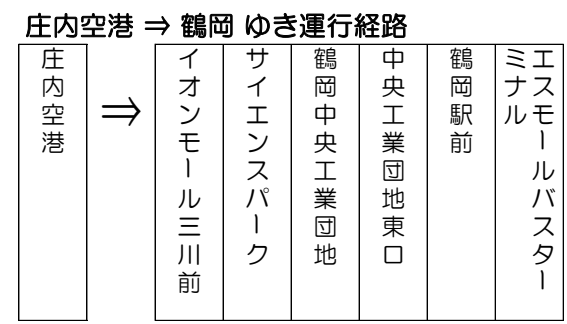 庄内空港 ⇒ 鶴岡 ゆき運行経路
庄内空港
⇒
イオンモール三川前
サイエンスパーク
鶴岡中央工業団地
中央工業団地東口
鶴岡駅前
エスモールバスター
ミナル